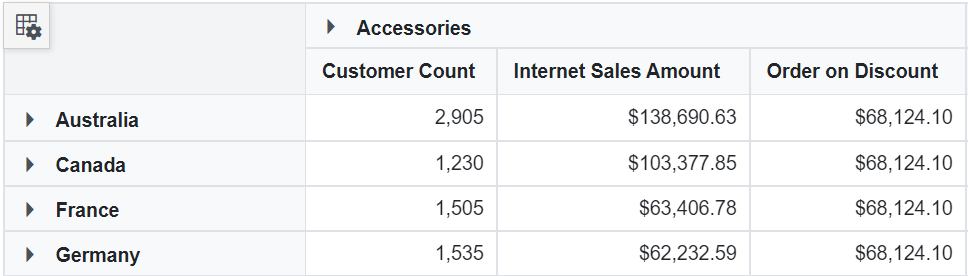 Accessories
Customer Count Internet Sales Amount Order on Discount
Australia 2,905 $138,690.63 $68,124.10
Canada 1,230 $103,377.85 $68,124.10
France 1,505 $63,406.78 $68,124.10
Germany 1,535 $62,232.59 $68,124.10